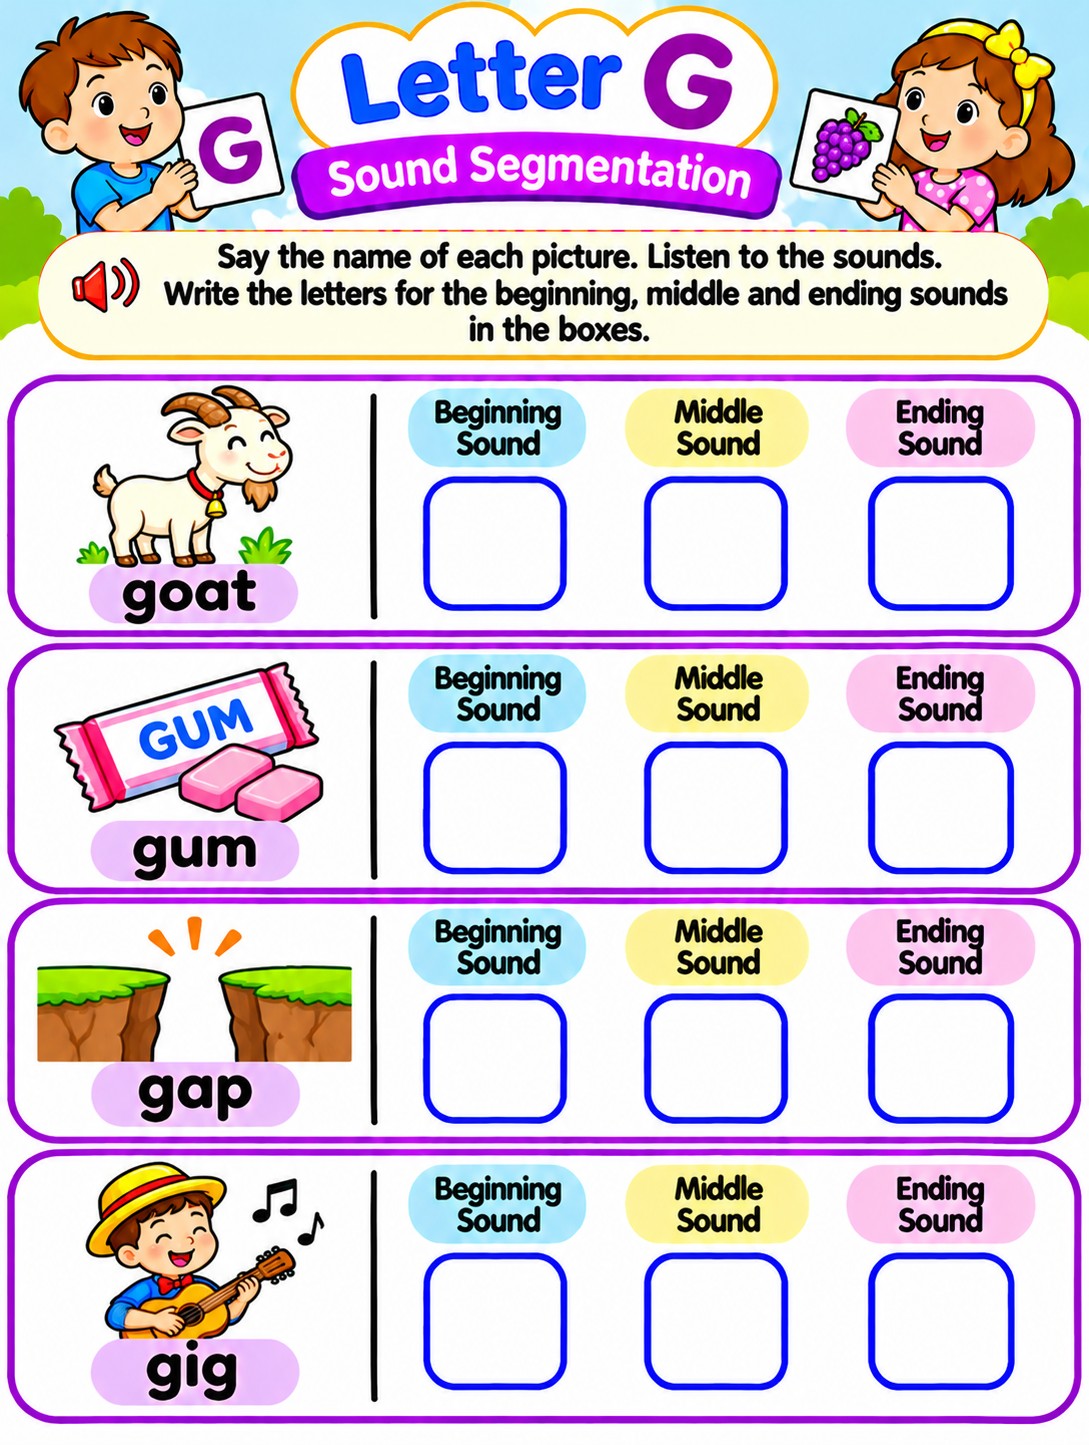 Letter G
Sound Segmentation
G
Say the name of each picture. Listen to the sounds.
Write the letters for the beginning, middle and ending sounds
in the boxes.
Beginning
Sound
Middle
Sound
Ending
Sound
goat
GUM
Beginning
Sound
Middle
Sound
Ending
Sound
gum
Beginning
Sound
Middle
Sound
Ending
Sound
gap
Beginning
Sound
Middle
Sound
Ending
Sound
gig